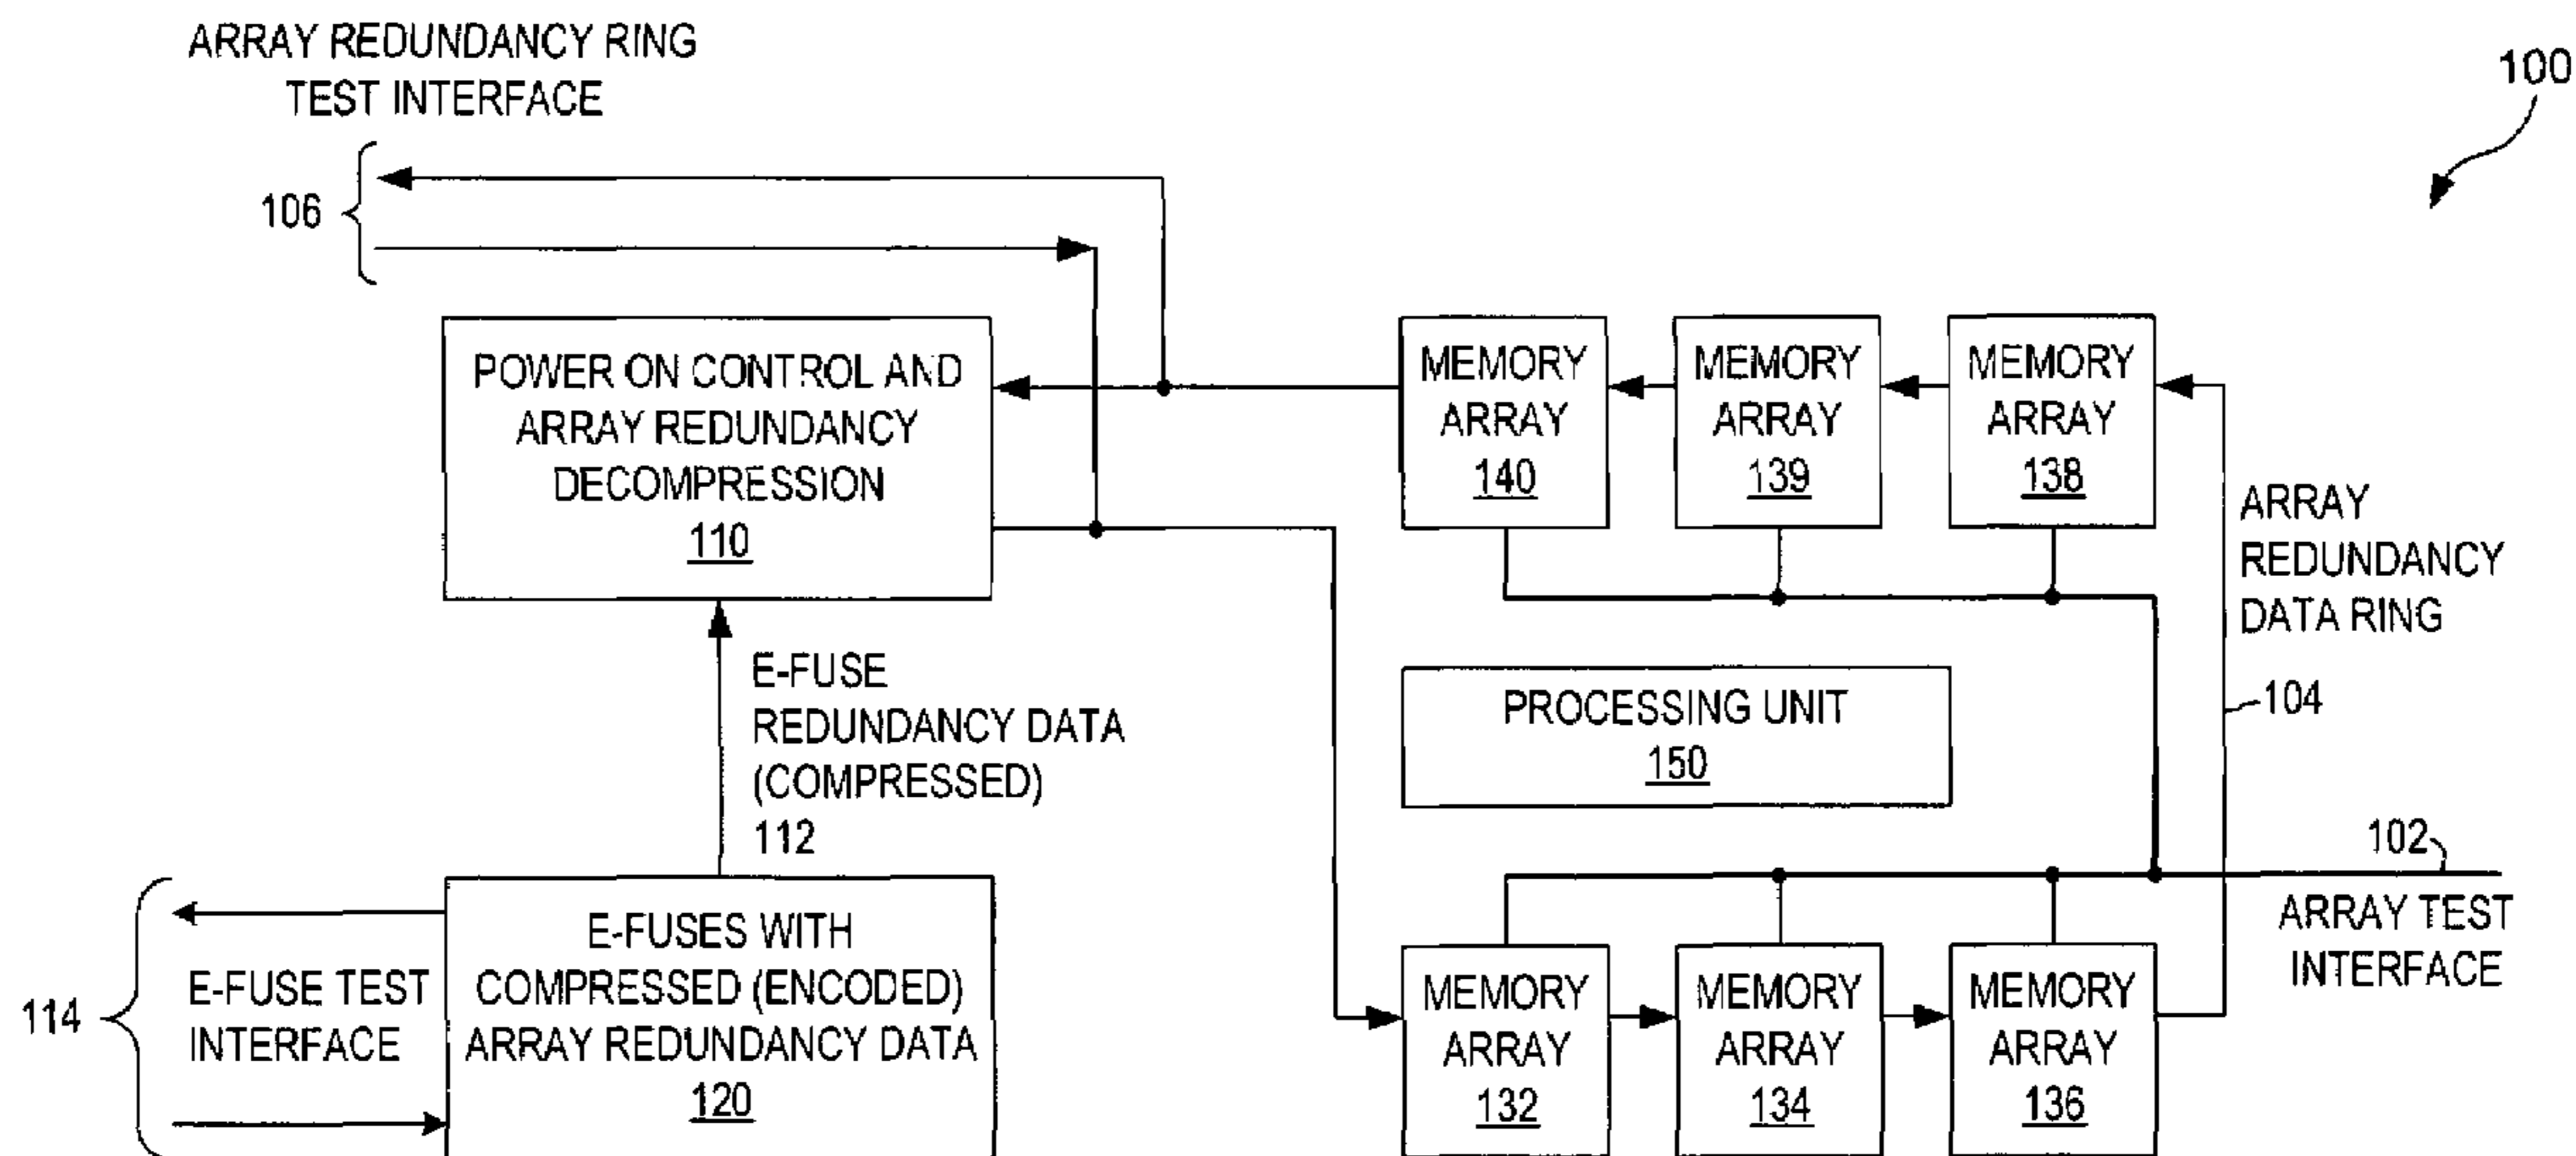 ARRAY REDUNDANCY RING
TEST INTERFACE
100
106
POWER ON CONTROL AND
ARRAY REDUNDANCY
DECOMPRESSION
110
MEMORY
ARRAY
140
MEMORY
ARRAY
139
MEMORY
ARRAY
138
ARRAY
REDUNDANCY
DATA RING
104
E-FUSE
REDUNDANCY DATA
(COMPRESSED)
112
PROCESSING UNIT
150
102
ARRAY TEST
INTERFACE
114
E-FUSE TEST
INTERFACE
E-FUSES WITH
COMPRESSED (ENCODED)
ARRAY REDUNDANCY DATA
120
MEMORY
ARRAY
132
MEMORY
ARRAY
134
MEMORY
ARRAY
136